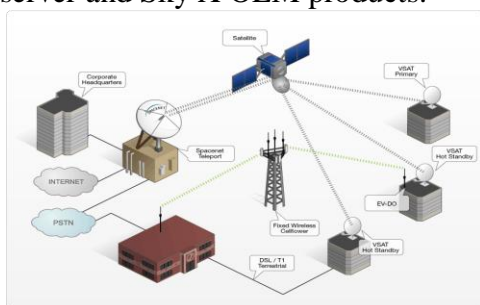 server and Sky X OEM products.
Satellite
Corporate
Headquarters
VSAT
Primary
Spacenet
Teleport
VSAT
Hot Standby
INTERNET
EV-DO
PSTN
Fixed Wireless
Celltower
VSAT
Hot Standby
DSL / T1
Terrestrial